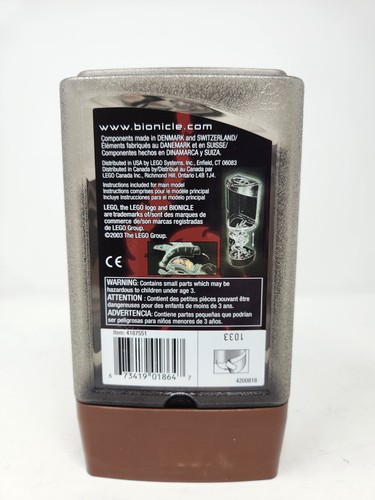 www.bionicle.com
Components made in DENMARK and SWITZERLAND/
Eléments fabriqués au DANEMARK et en SUISSE/
Componentes hechos en DINAMARCA y SUIZA.
Distributed in USA by LEGO Systems, Inc., Enfield, CT 06083
Distributed in Canada by/Distribué au Canada par
LEGO Canada Inc., Richmond Hill, Ontario L4B 1J4.
Instructions included for main model
Instructions comprises pour le modèle principal
Incluye Instrucciones para el modelo principal
LEGO, the LEGO logo and BIONICLE
are trademarks of/sont des marques de
commerce de/son marcas registradas
de LEGO Group.
©2003 The LEGO Group.
CE
WARNING: Contains small parts which may be
hazardous to children under age 3.
ATTENTION : Contient des petites pièces pouvant être
dangereuses pour des enfants de moins de 3 ans.
ADVERTENCIA: Contiene partes pequeñas que podrían
ser peligrosas para niños menores de 3 años.
Item: 4187551
6 73419 01864 7
1033
4200818